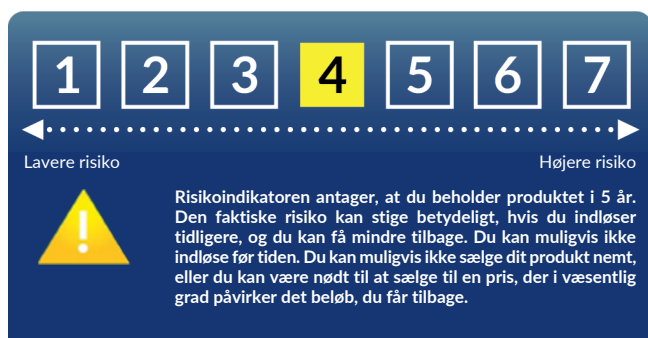 1 2 3 4 5 6 7
Lavere risiko Højere risiko
Risikoindikatoren antager, at du beholder produktet i 5 år.
Den faktiske risiko kan stige betydeligt, hvis du indløser
tidligere, og du kan få mindre tilbage. Du kan muligvis ikke
indløse før tiden. Du kan muligvis ikke sælge dit produkt nemt,
eller du kan være nødt til at sælge til en pris, der i væsentlig
grad påvirker det beløb, du får tilbage.